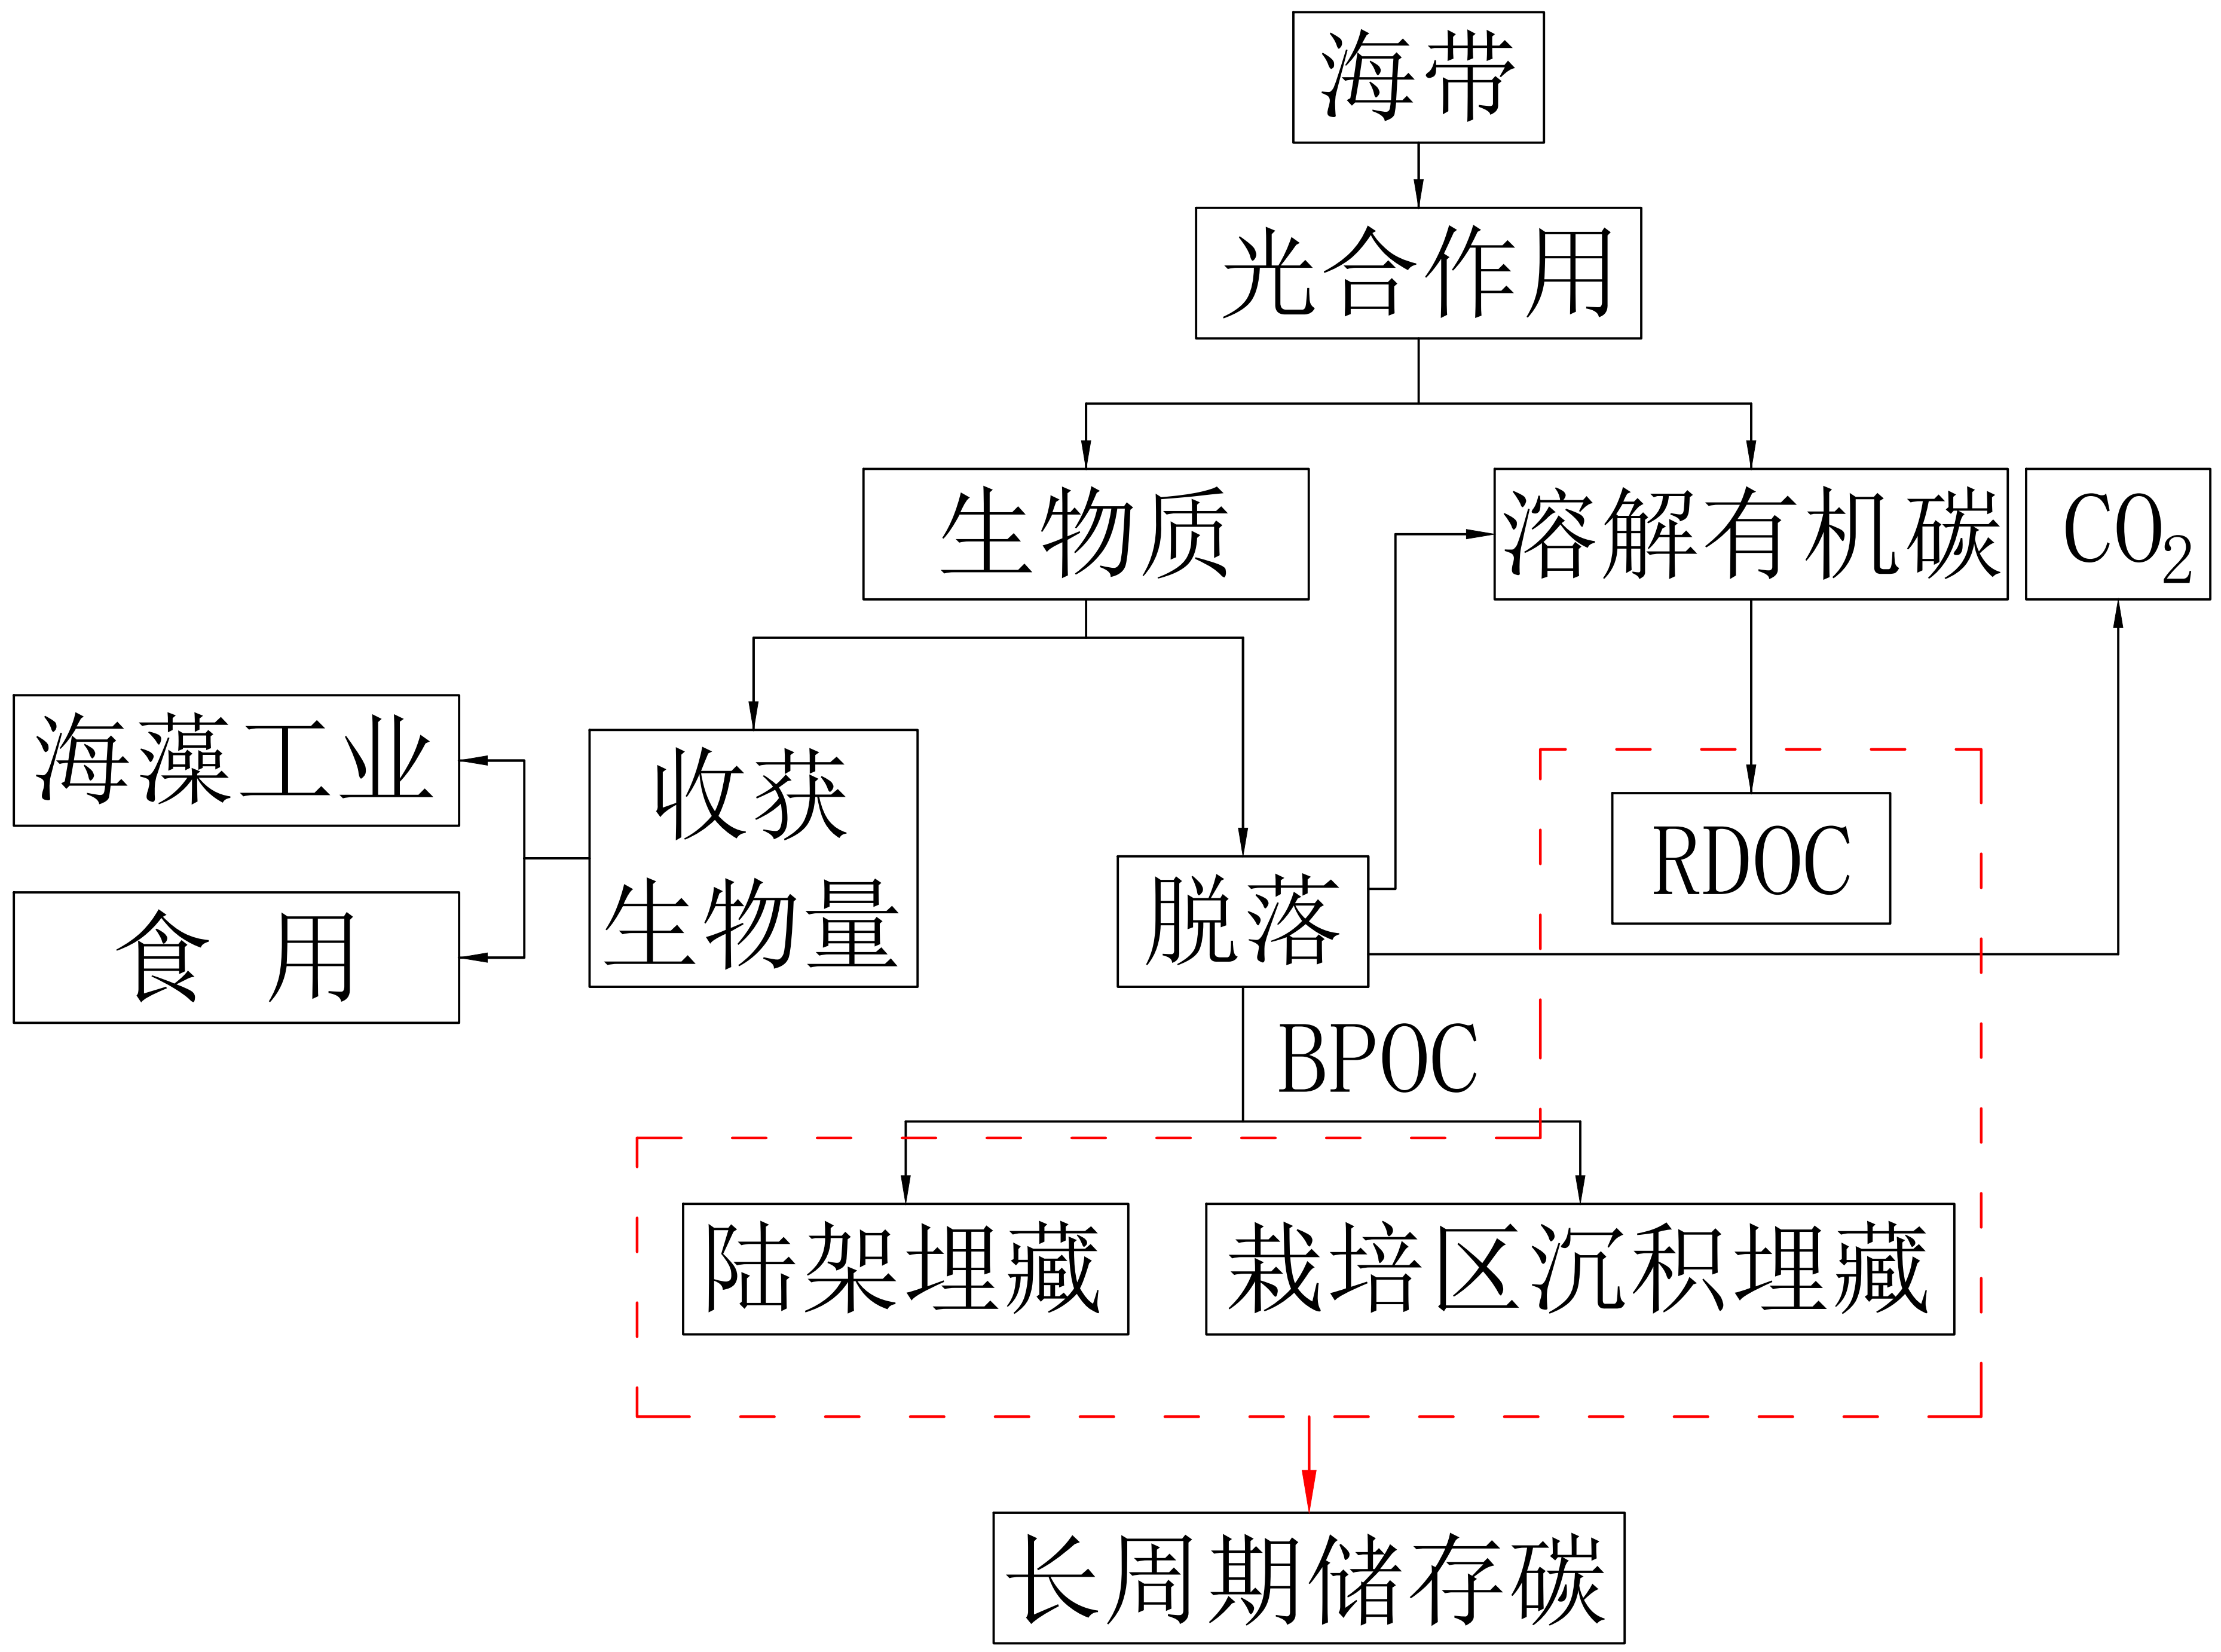 海带
光合作用
生物质
溶解有机碳
CO₂
海藻工业
收获
生物量
食 用
脱落
RDOC
BPOC
陆架埋藏
栽培区沉积埋藏
长周期储存碳